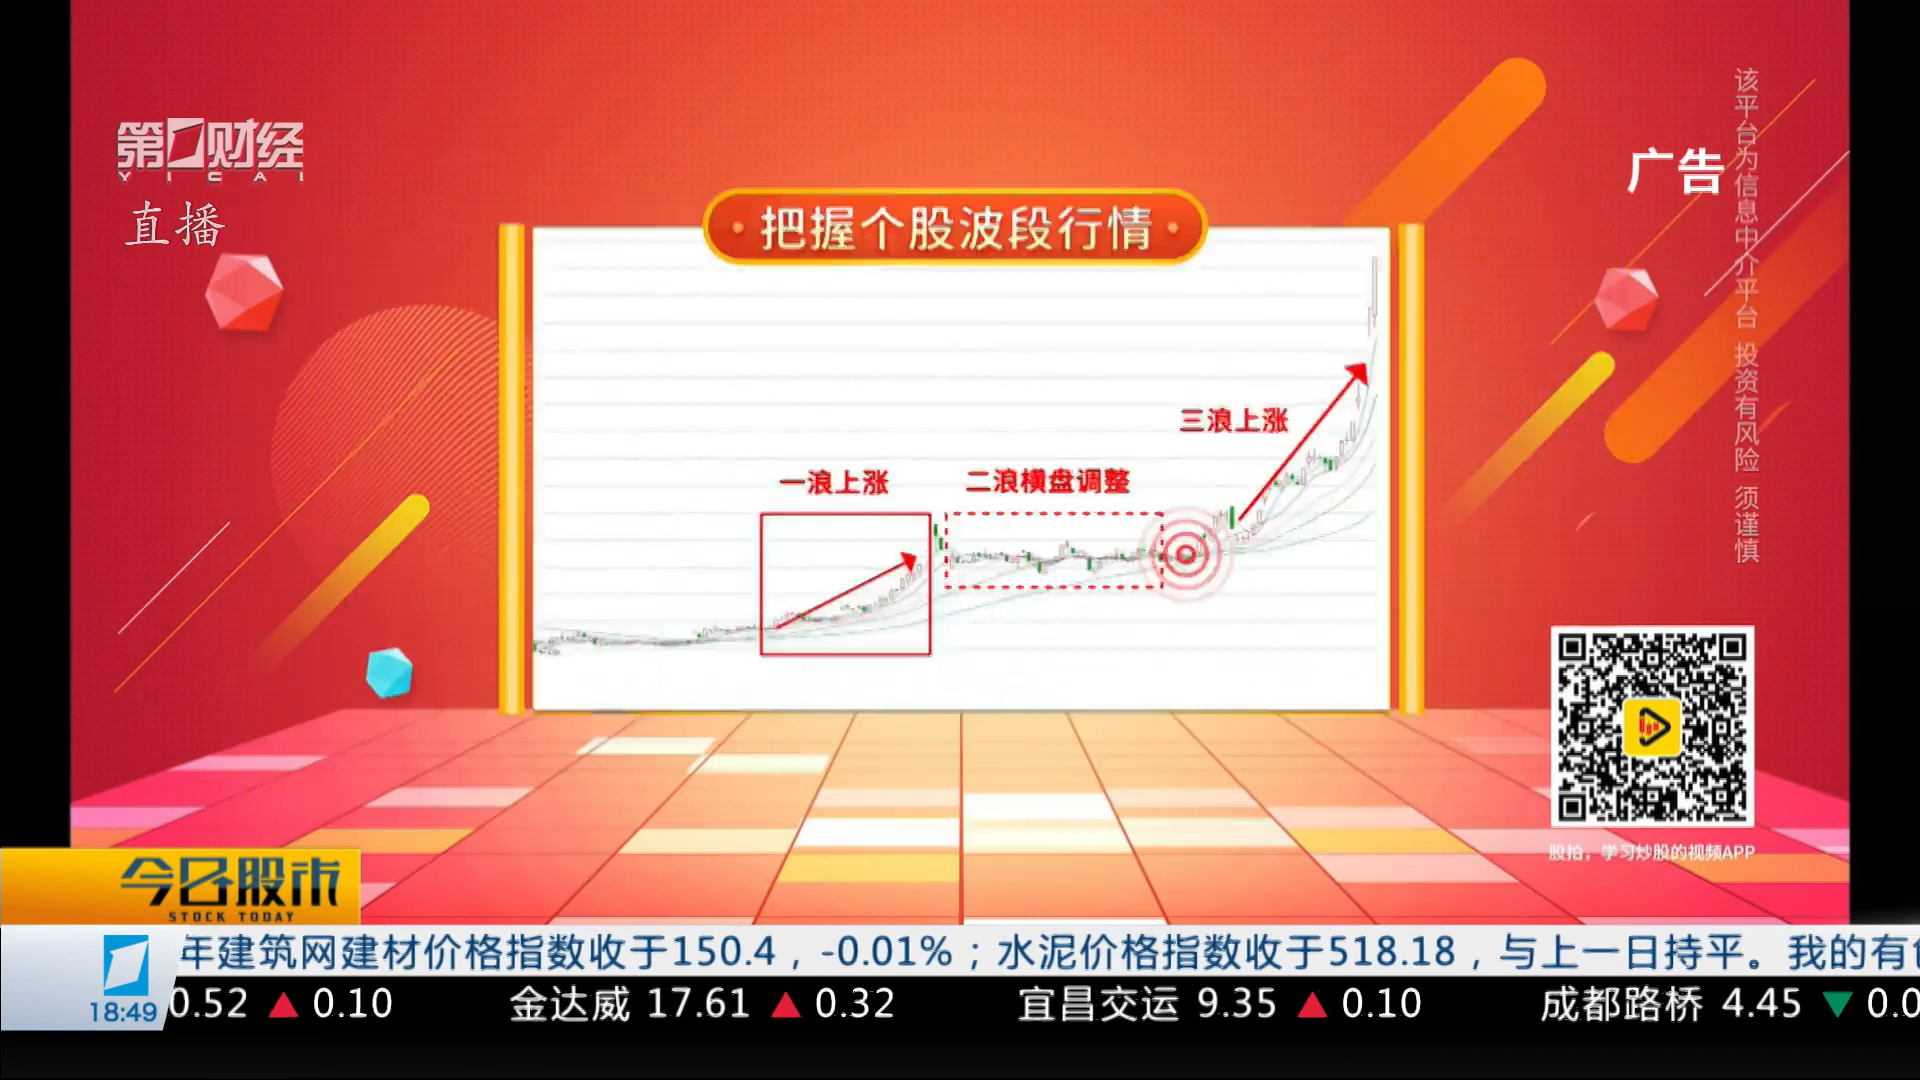 第一财经
YICAI
直播
广告
该平台为信息中介平台 投资有风险 须谨慎
把握个股波段行情
三浪上涨
一浪上涨
二浪横盘调整
股拍，学习炒股的视频APP
今日股市
STOCK TODAY
年建筑网建材价格指数收于150.4，-0.01%；水泥价格指数收于518.18，与上一日持平。我的有
18:49
0.52 ▲ 0.10 金达威 17.61 ▲ 0.32 宜昌交运 9.35 ▲ 0.10 成都路桥 4.45 ▼ 0.0